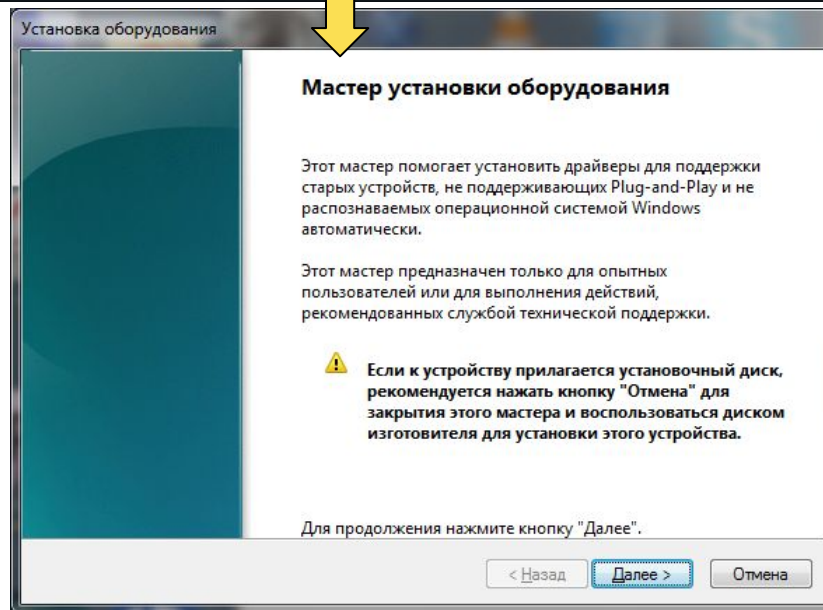 Установка оборудования
Мастер установки оборудования
Этот мастер помогает установить драйверы для поддержки
старых устройств, не поддерживающих Plug-and-Play и не
распознаваемых операционной системой Windows
автоматически.
Этот мастер предназначен только для опытных
пользователей или для выполнения действий,
рекомендованных службой технической поддержки.
Если к устройству прилагается установочный диск,
рекомендуется нажать кнопку "Отмена" для
закрытия этого мастера и воспользоваться диском
изготовителя для установки этого устройства.
Для продолжения нажмите кнопку "Далее".
< Назад Далее > Отмена